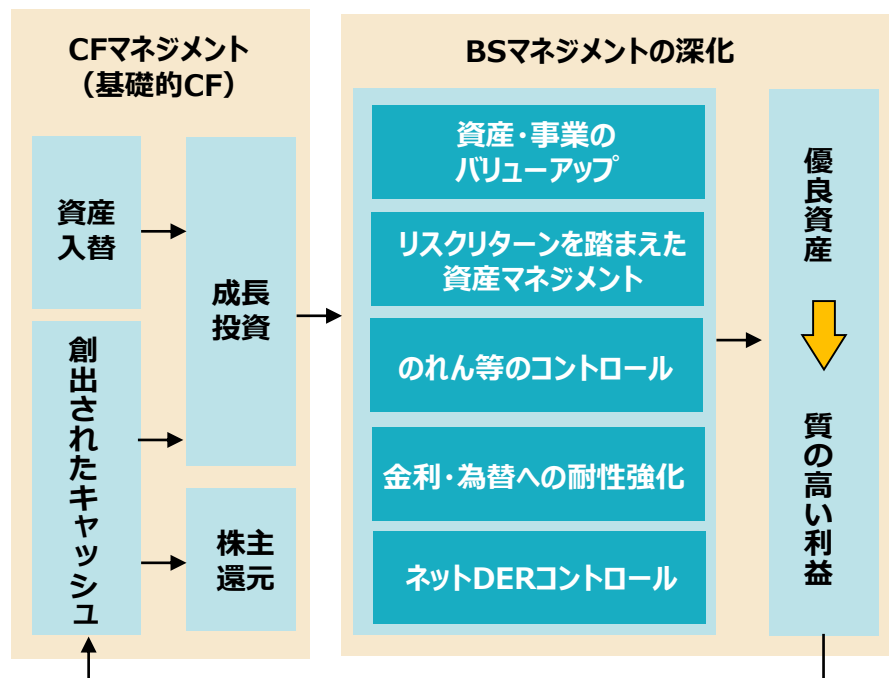 CFマネジメント
（基礎的CF）
資産
入替
創出されたキャッシュ
成長
投資
株主
還元
BSマネジメントの深化
資産・事業の
バリューアップ
リスクリターンを踏まえた
資産マネジメント
のれん等のコントロール
金利・為替への耐性強化
ネットDERコントロール
優良資産
質の高い利益